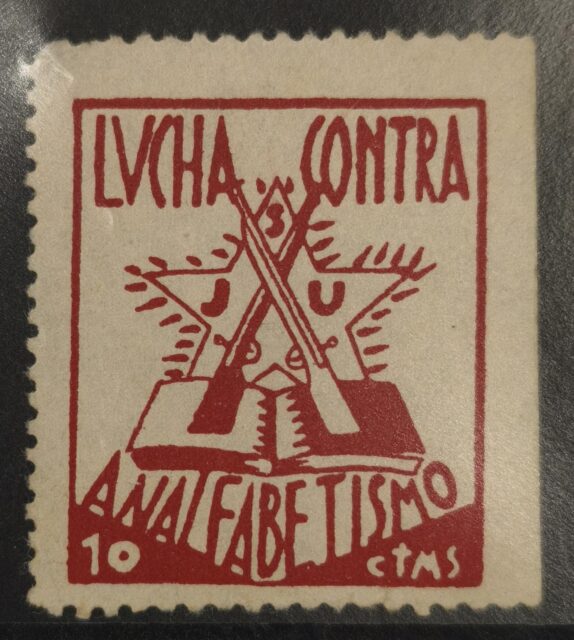 LVCHA CONTRA
S
J U
ANALFABETISMO
10 CTMS